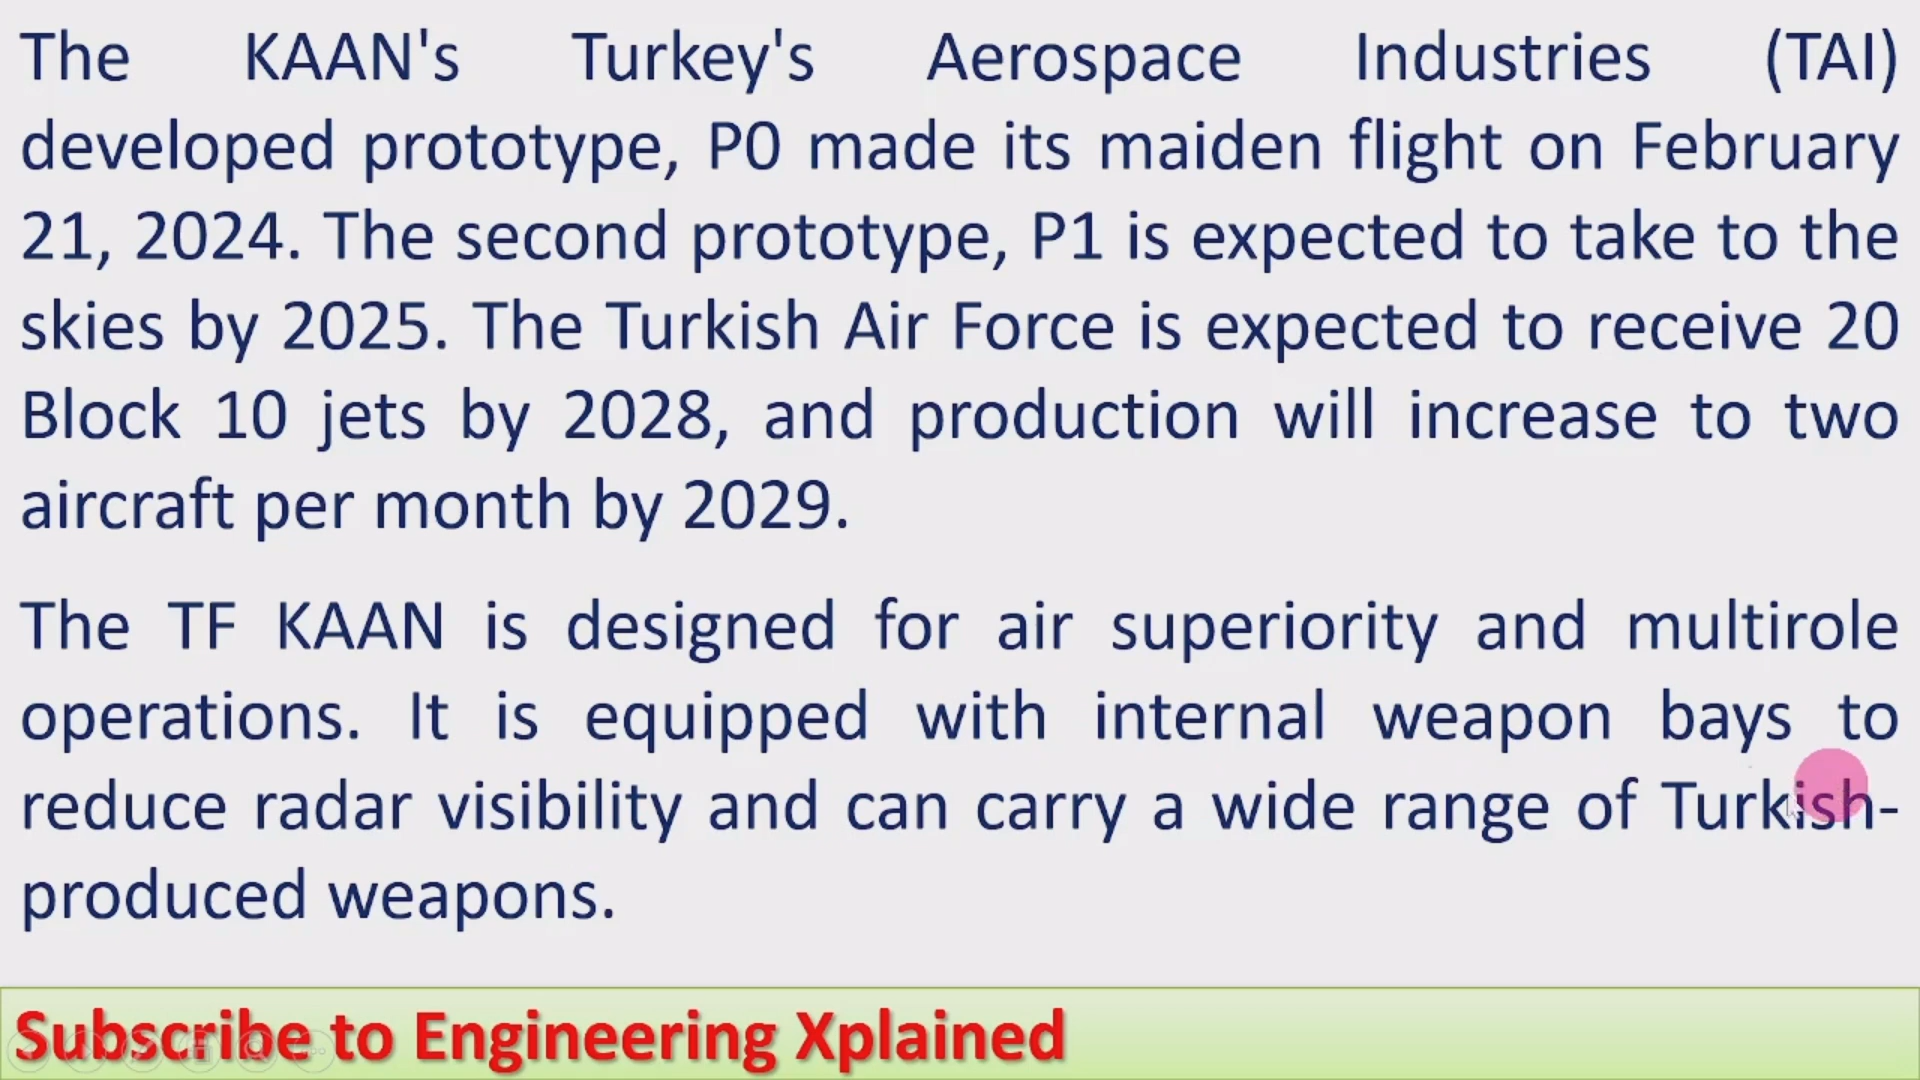 The KAAN's Turkey's Aerospace Industries (TAI)
developed prototype, P0 made its maiden flight on February
21, 2024. The second prototype, P1 is expected to take to the
skies by 2025. The Turkish Air Force is expected to receive 20
Block 10 jets by 2028, and production will increase to two
aircraft per month by 2029.
The TF KAAN is designed for air superiority and multirole
operations. It is equipped with internal weapon bays to
reduce radar visibility and can carry a wide range of Turkish-
produced weapons.
Subscribe to Engineering Xplained